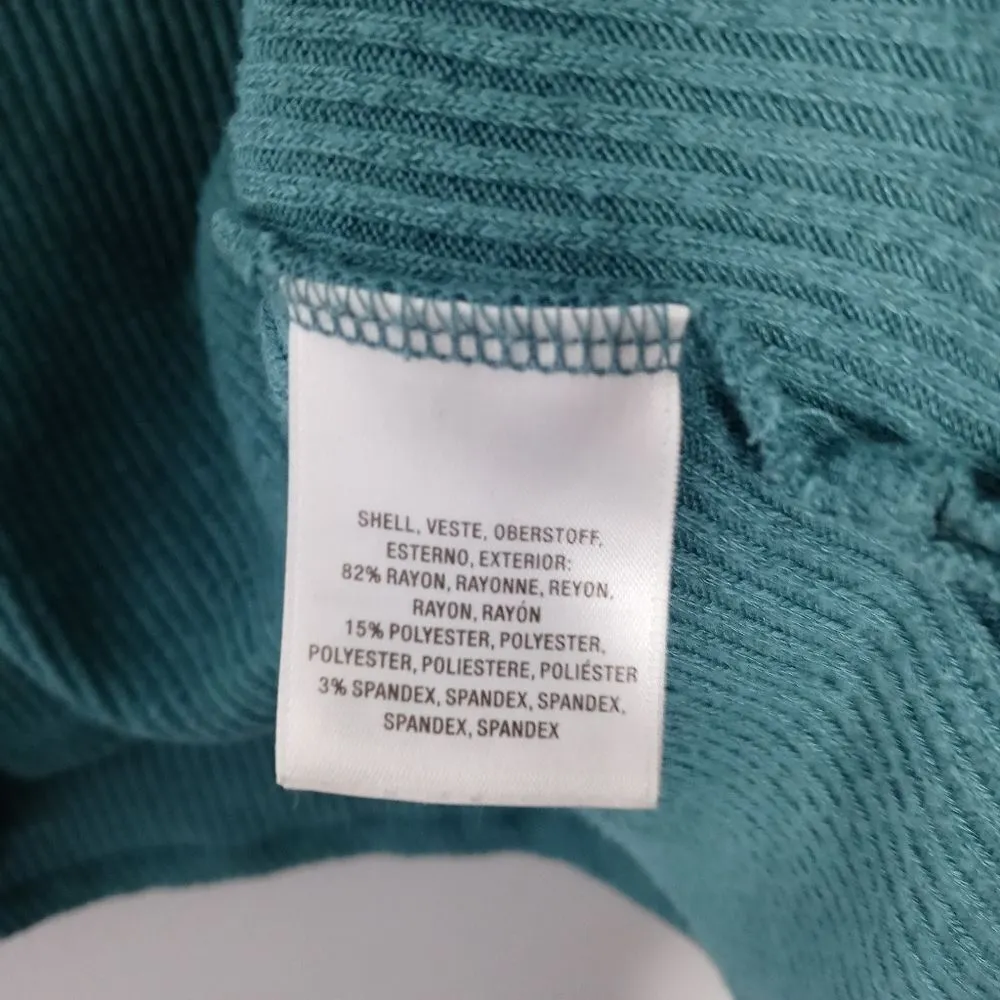 SHELL, VESTE, OBERSTOFF,
ESTERNO, EXTERIOR:
82% RAYON, RAYONNE, REYON,
RAYON, RAYÓN
15% POLYESTER, POLYESTER,
POLYESTER, POLIESTERE, POLIÉSTER
3% SPANDEX, SPANDEX, SPANDEX,
SPANDEX, SPANDEX